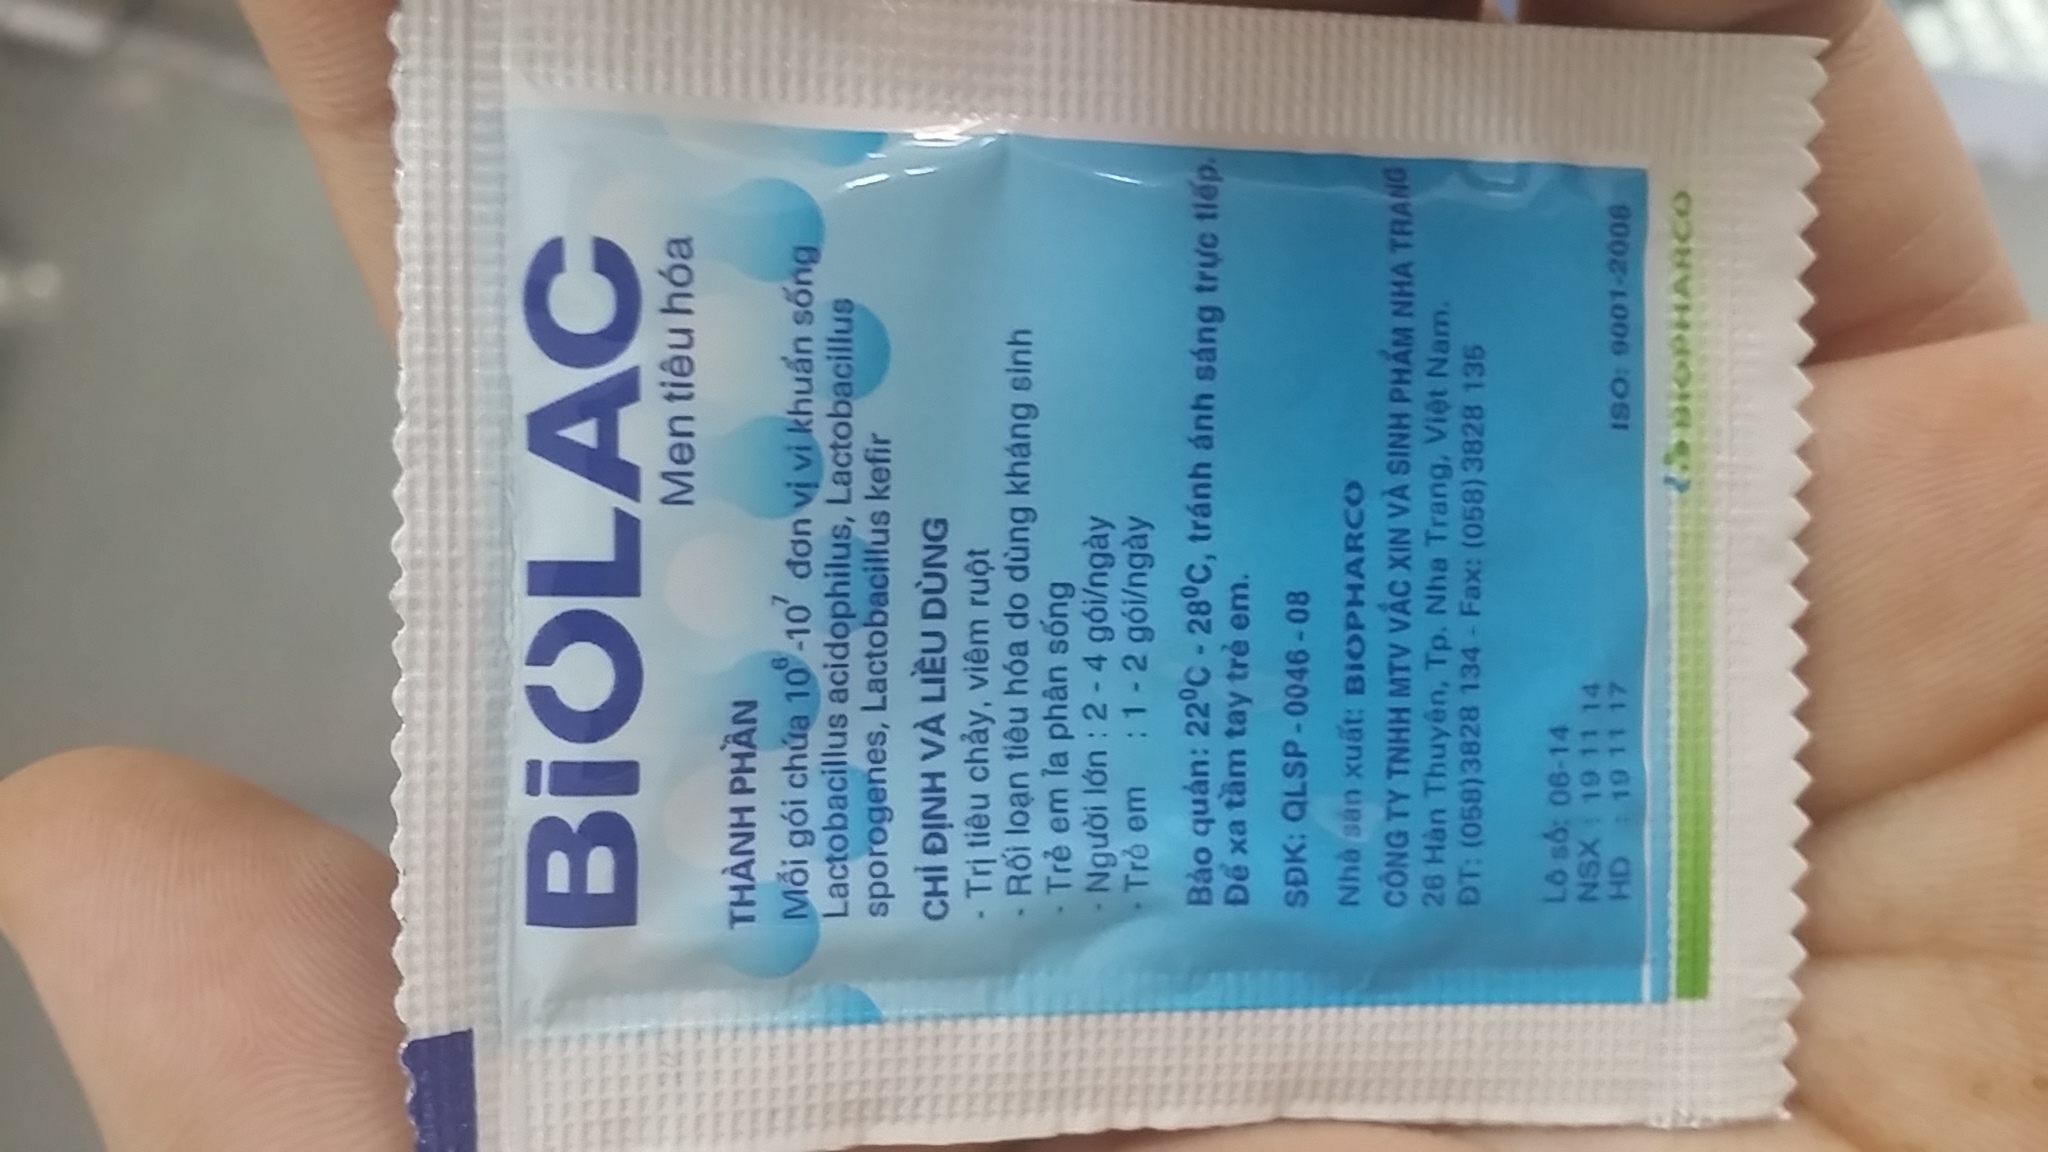 BiOLAC
Men tiêu hóa
THÀNH PHẦN
Mỗi gói chứa 10⁶-10⁷ đơn vị vi khuẩn sống
Lactobacillus acidophilus, Lactobacillus
sporogenes, Lactobacillus kefir
CHỈ ĐỊNH VÀ LIỀU DÙNG
- Trị tiêu chảy, viêm ruột
- Rối loạn tiêu hóa do dùng kháng sinh
- Trẻ em ỉa phân sống
- Người lớn : 2 - 4 gói/ngày
- Trẻ em : 1 - 2 gói/ngày
Bảo quản: 22⁰C - 28⁰C, tránh ánh sáng trực tiếp.
Để xa tầm tay trẻ em.
SĐK: QLSP - 0046 - 08
Nhà sản xuất: BiOPHARCO
CÔNG TY TNHH MTV VẮC XIN VÀ SINH PHẨM NHA TRANG
26 Hàn Thuyên, Tp. Nha Trang, Việt Nam.
ĐT: (058)3828 134 - Fax: (058)3828 135
Lô số: 06-14
NSX : 19 11 14
HD : 19 11 17
ISO: 9001-2008
BiOPHARCO